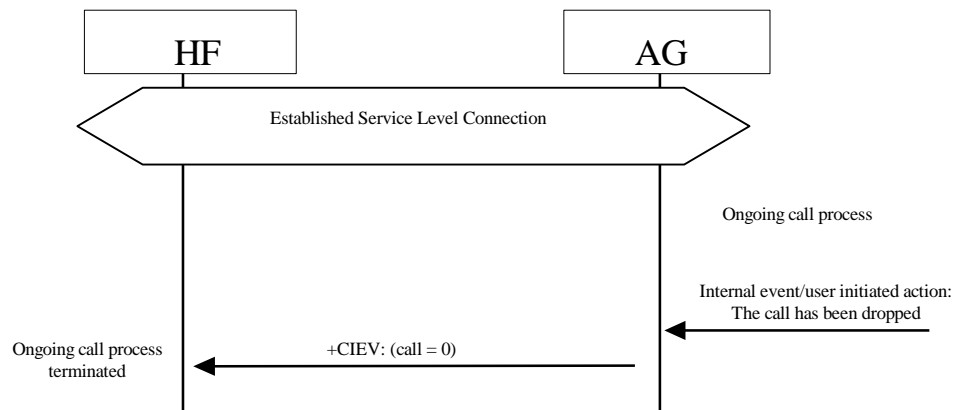 HF
AG
Established Service Level Connection
Ongoing call process
Internal event/user initiated action:
The call has been dropped
+CIEV: (call = 0)
Ongoing call process
terminated